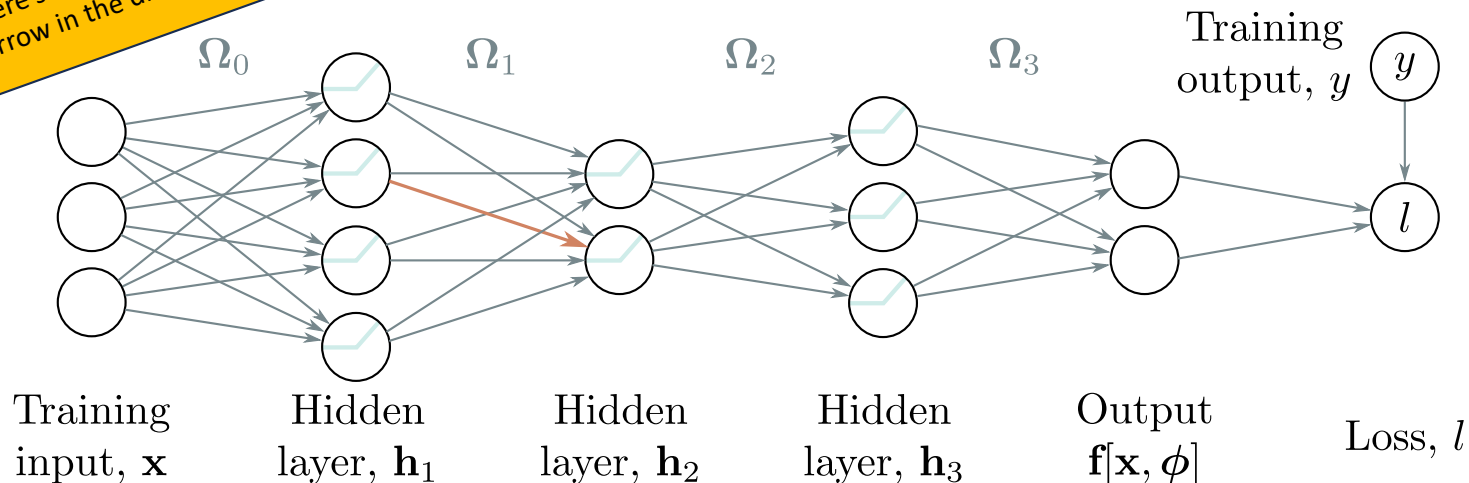 row in the
Ω₀
Ω₁
Ω₂
Ω₃
Training
output, y
y
l
Training
input, x
Hidden
layer, h₁
Hidden
layer, h₂
Hidden
layer, h₃
Output
f[x, ϕ]
Loss, l